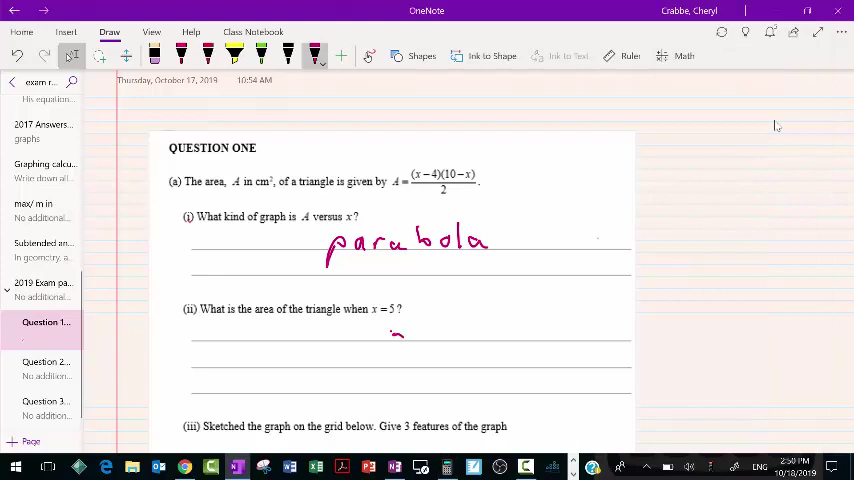 OneNote
Crabbe, Cheryl
Home Insert Draw View Help Class Notebook
Shapes Ink to Shape Ink to Text Ruler Math
exam r...
His equation...
2017 Answers...
graphs
Graphing calcu...
Write down all ...
max/ m in
No additional ...
Subtended an...
In geometry, a...
2019 Exam pa...
No additional ...
Question 1...
Question 2...
No addition...
Question 3...
No addition...
+ Page
Thursday, October 17, 2019 10:54 AM
QUESTION ONE
(a) The area, A in cm², of a triangle is given by A = (x − 4)(10 − x) / 2 .
(i) What kind of graph is A versus x?
parabola
(ii) What is the area of the triangle when x = 5?
(iii) Sketched the graph on the grid below. Give 3 features of the graph
ENG
2:50 PM
10/18/2019